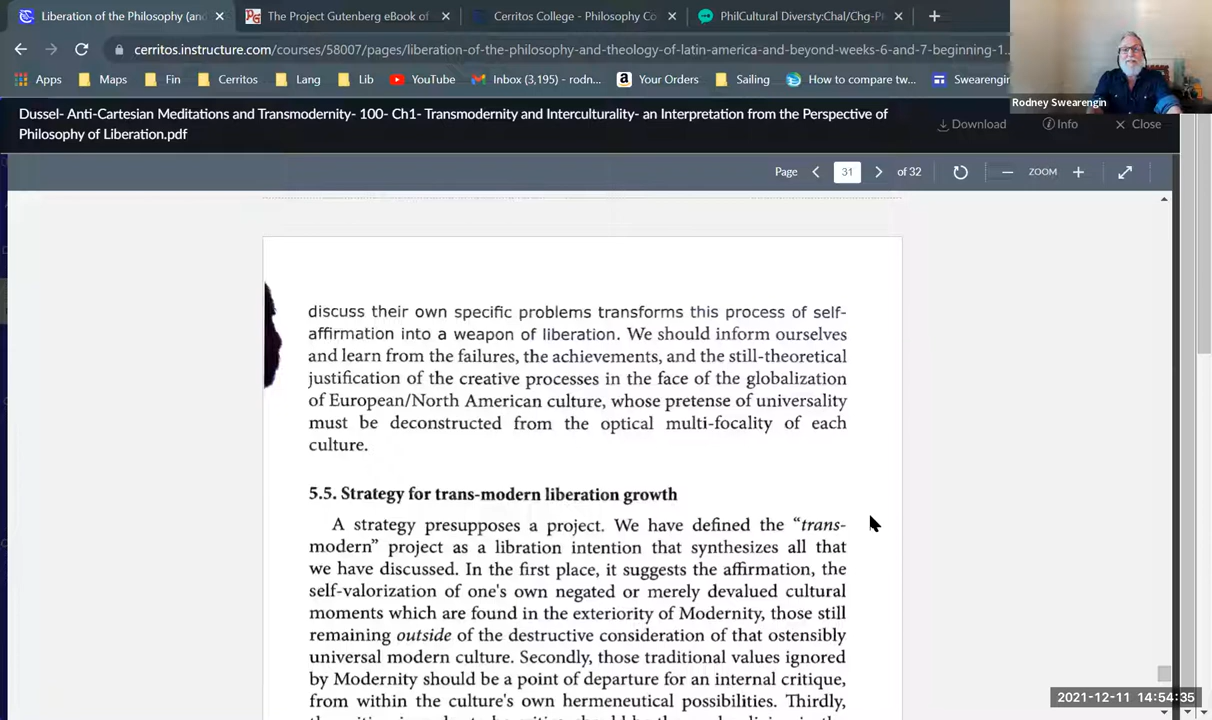 Liberation of the Philosophy (and
The Project Gutenberg eBook of
Cerritos College - Philosophy Co
PhilCultural Diversty:Chal/Chg-Pr
cerritos.instructure.com/courses/58007/pages/liberation-of-the-philosophy-and-theology-of-latin-america-and-beyond-weeks-6-and-7-beginning-1...
Apps Maps Fin Cerritos Lang Lib YouTube Inbox (3,195) - rodn... Your Orders Sailing How to compare tw... Swearengin
Rodney Swearengin
Dussel- Anti-Cartesian Meditations and Transmodernity- 100- Ch1- Transmodernity and Interculturality- an Interpretation from the Perspective of
Philosophy of Liberation.pdf
Download Info Close
Page 31 of 32 ZOOM
discuss their own specific problems transforms this process of self-
affirmation into a weapon of liberation. We should inform ourselves
and learn from the failures, the achievements, and the still-theoretical
justification of the creative processes in the face of the globalization
of European/North American culture, whose pretense of universality
must be deconstructed from the optical multi-focality of each
culture.
5.5. Strategy for trans-modern liberation growth
A strategy presupposes a project. We have defined the “trans-
modern” project as a libration intention that synthesizes all that
we have discussed. In the first place, it suggests the affirmation, the
self-valorization of one's own negated or merely devalued cultural
moments which are found in the exteriority of Modernity, those still
remaining outside of the destructive consideration of that ostensibly
universal modern culture. Secondly, those traditional values ignored
by Modernity should be a point of departure for an internal critique,
from within the culture's own hermeneutical possibilities. Thirdly,
2021-12-11 14:54:35